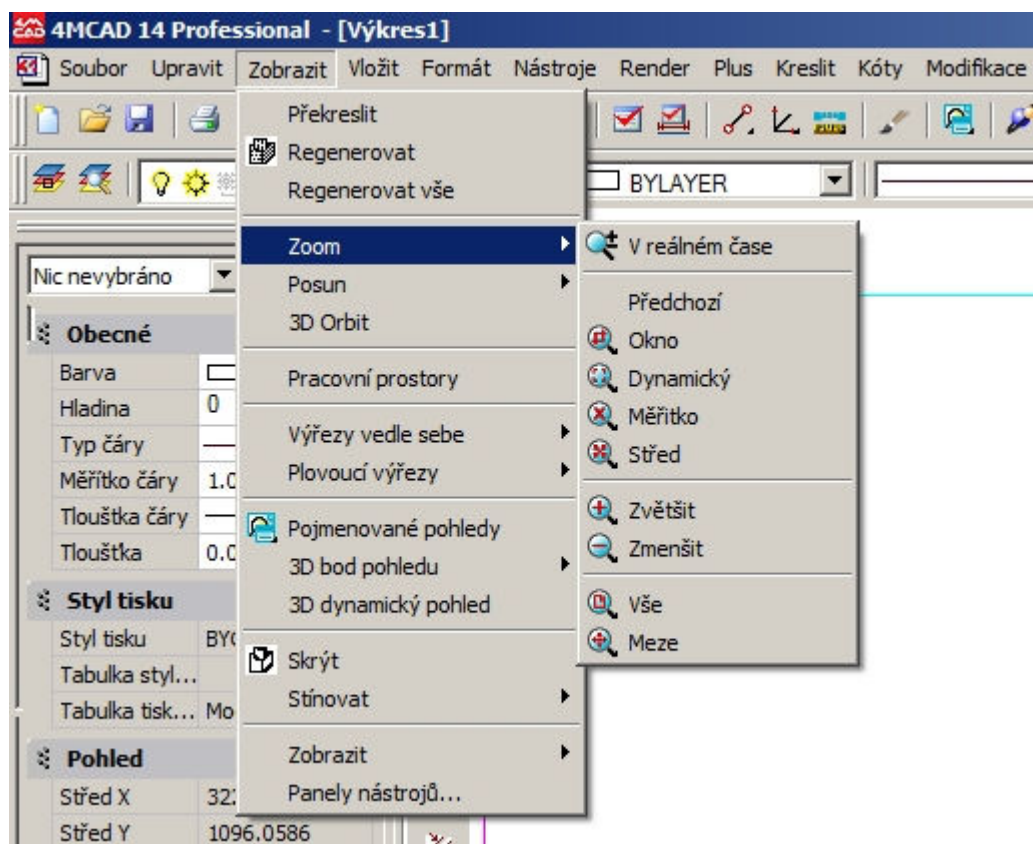 4MCAD 14 Professional - [Výkres1]
Soubor Upravit Zobrazit Vložit Formát Nástroje Render Plus Kreslit Kóty Modifikace
BYLAYER
Překreslit
Regenerovat
Regenerovat vše
Zoom
Posun
3D Orbit
Pracovní prostory
Výřezy vedle sebe
Plovoucí výřezy
Pojmenované pohledy
3D bod pohledu
3D dynamický pohled
Skrýt
Stínovat
Zobrazit
Panely nástrojů...
V reálném čase
Předchozí
Okno
Dynamický
Měřitko
Střed
Zvětšit
Zmenšit
Vše
Meze
Nic nevybráno
Obecné
Barva
Hladina 0
Typ čáry
Měřítko čáry 1.0
Tlouštka čáry
Tloušťka 0.0
Styl tisku
Styl tisku
Tabulka styl...
Tabulka tisk... Mo
Pohled
Střed X 32
Střed Y 1096.0586